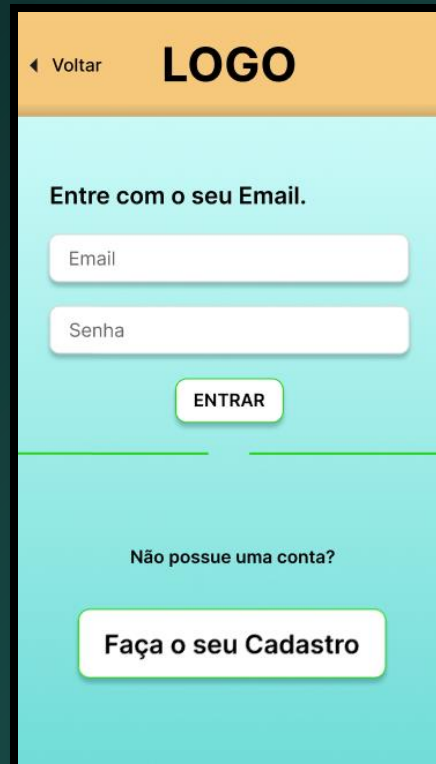 Voltar
LOGO
Entre com o seu Email.
Email
Senha
ENTRAR
Não possue uma conta?
Faça o seu Cadastro